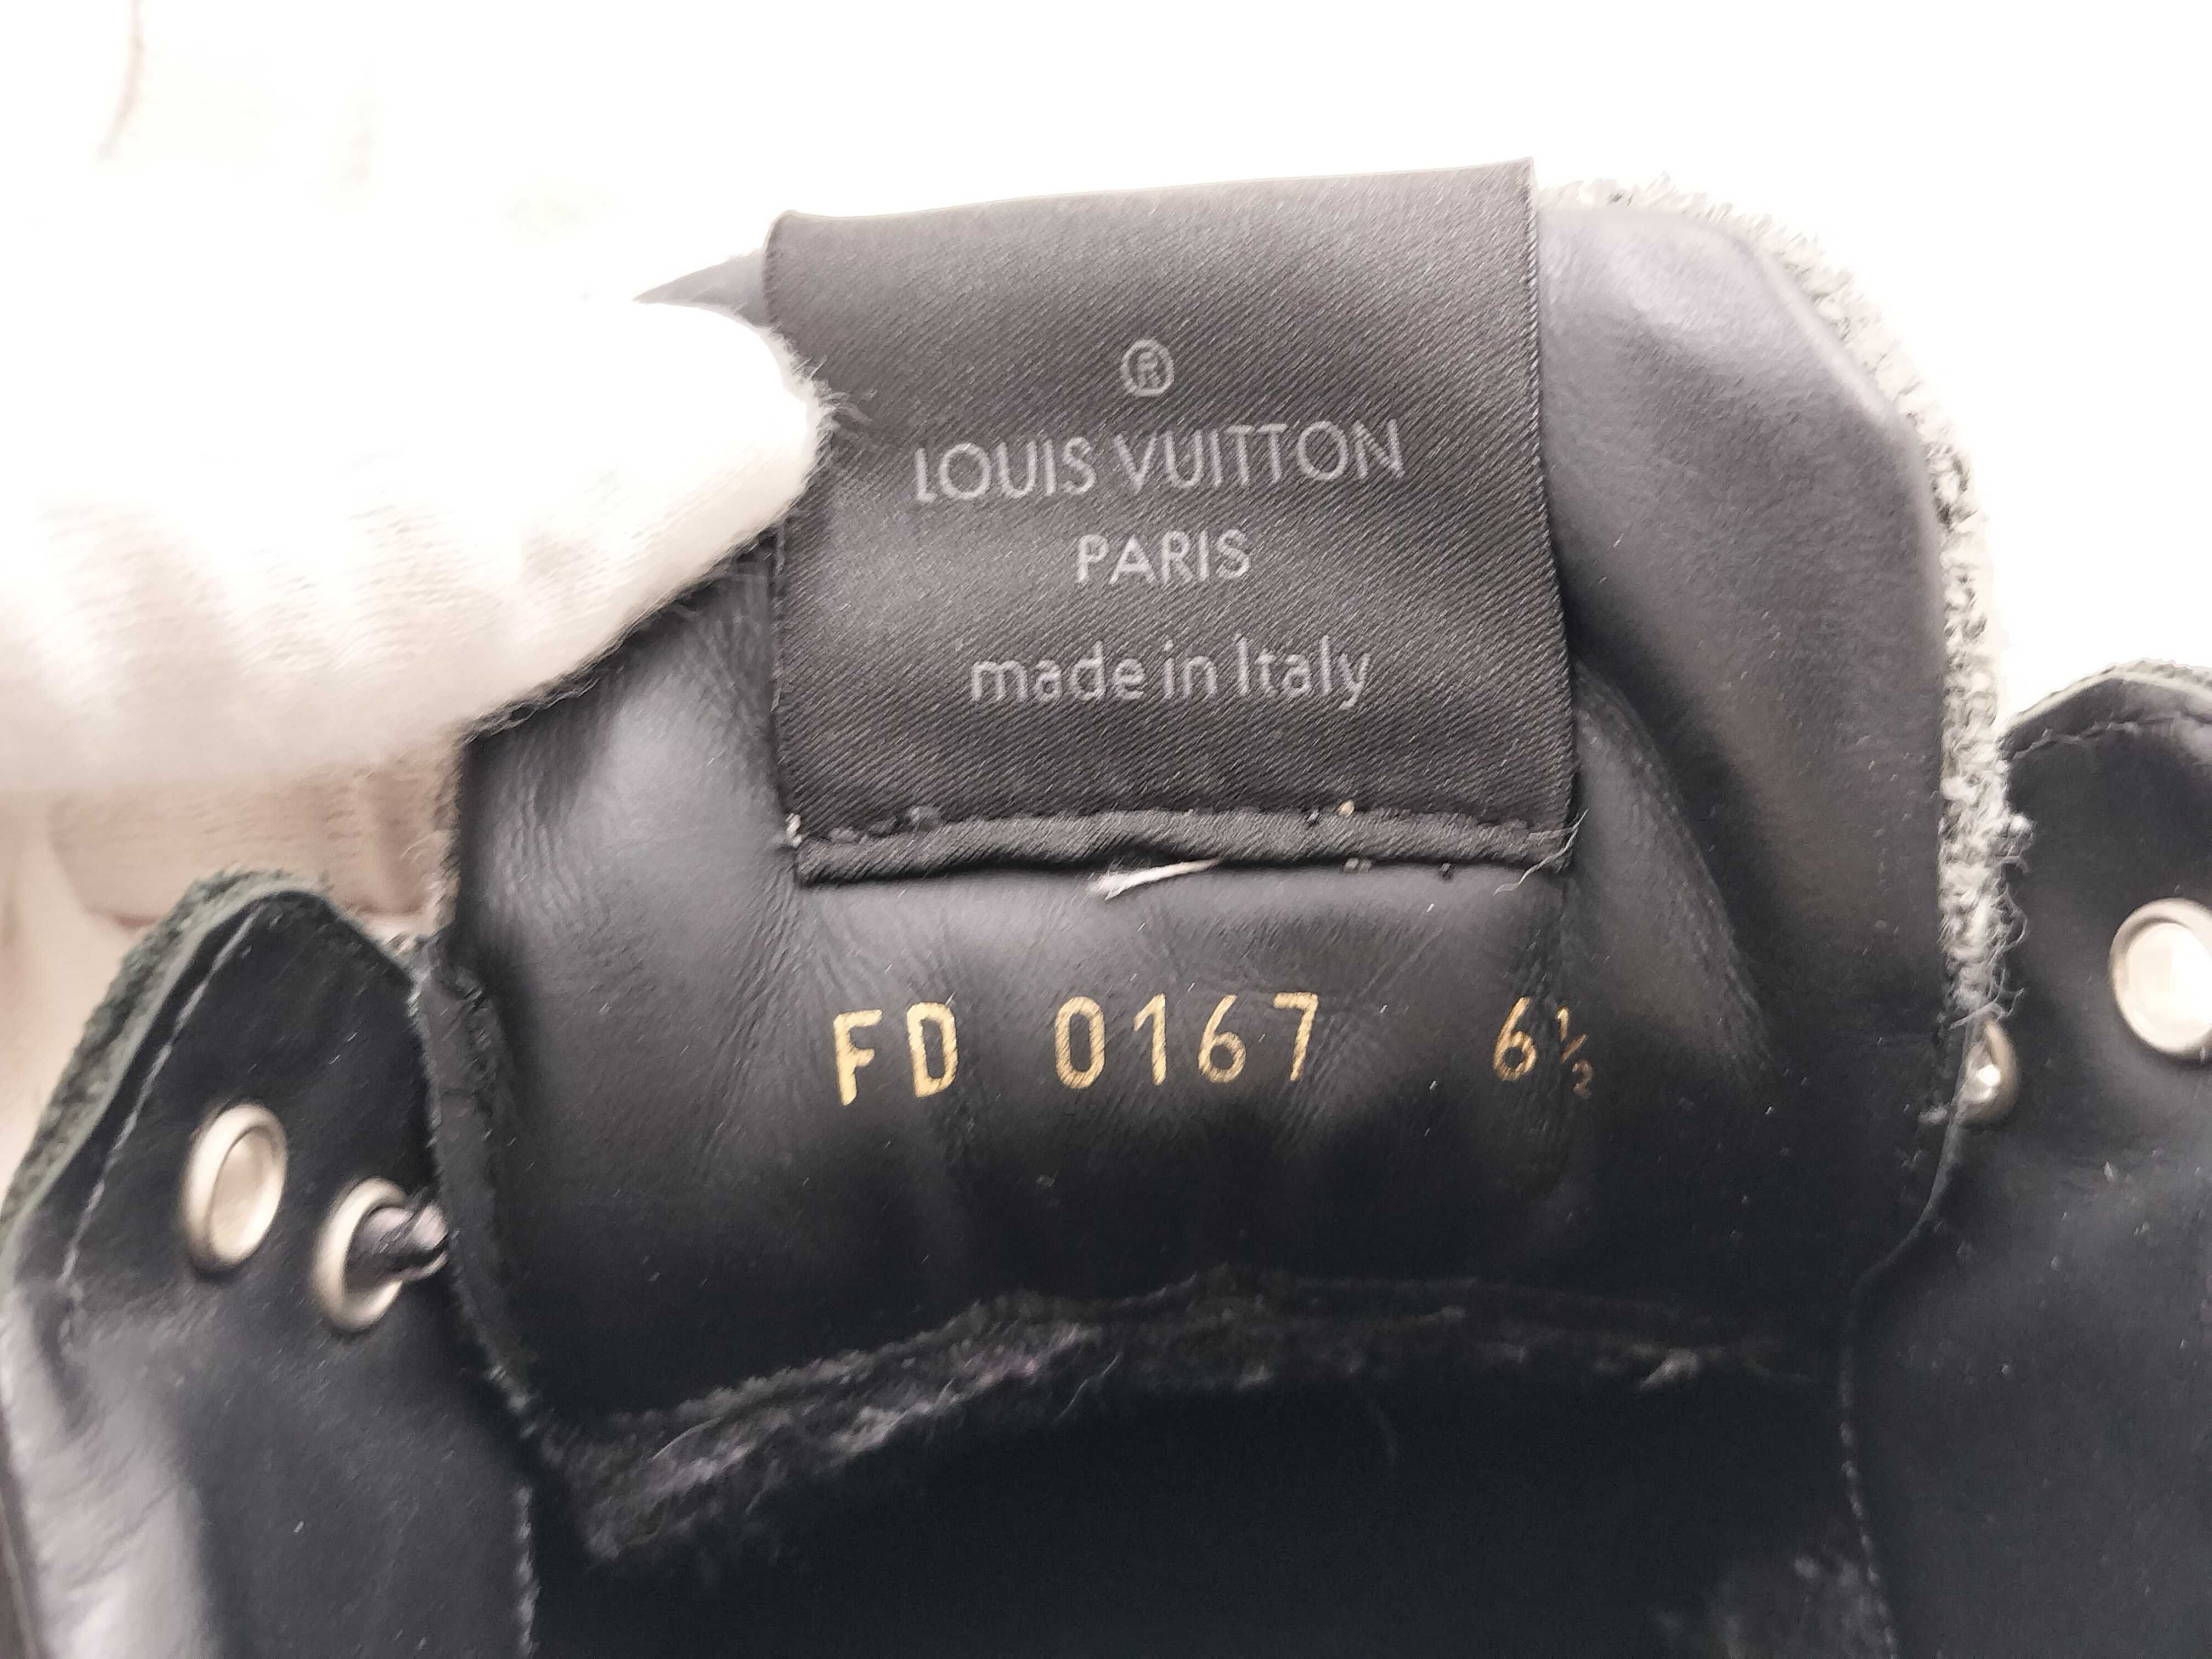 ®
LOUIS VUITTON
PARIS
made in Italy
FD 0167 6½